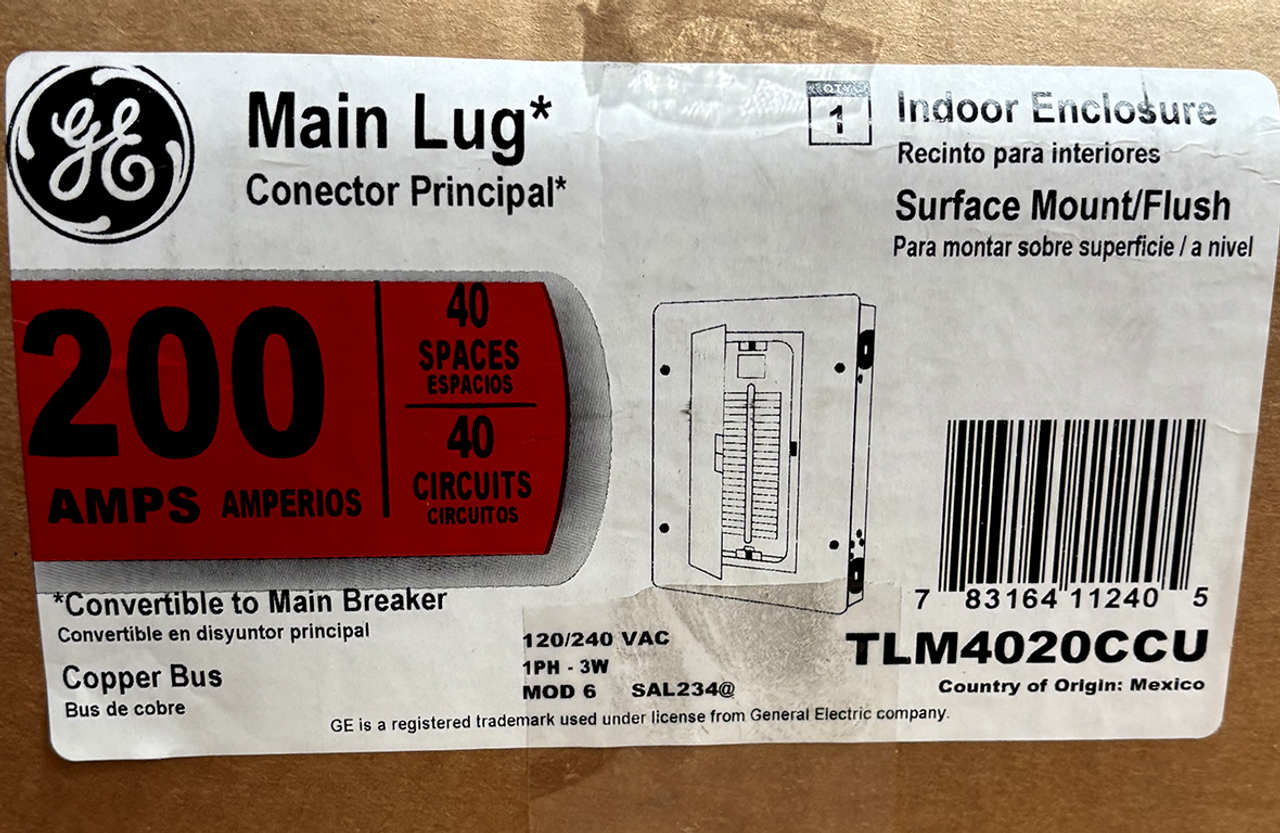 GE
Main Lug*
Conector Principal*
QTY
1
Indoor Enclosure
Recinto para interiores
Surface Mount/Flush
Para montar sobre superficie / a nivel
200
AMPS AMPERIOS
40
SPACES
ESPACIOS
40
CIRCUITS
CIRCUITOS
*Convertible to Main Breaker
Convertible en disyuntor principal
Copper Bus
Bus de cobre
120/240 VAC
1PH - 3W
MOD 6 SAL234@
7 83164 11240 5
TLM4020CCU
Country of Origin: Mexico
GE is a registered trademark used under license from General Electric company.